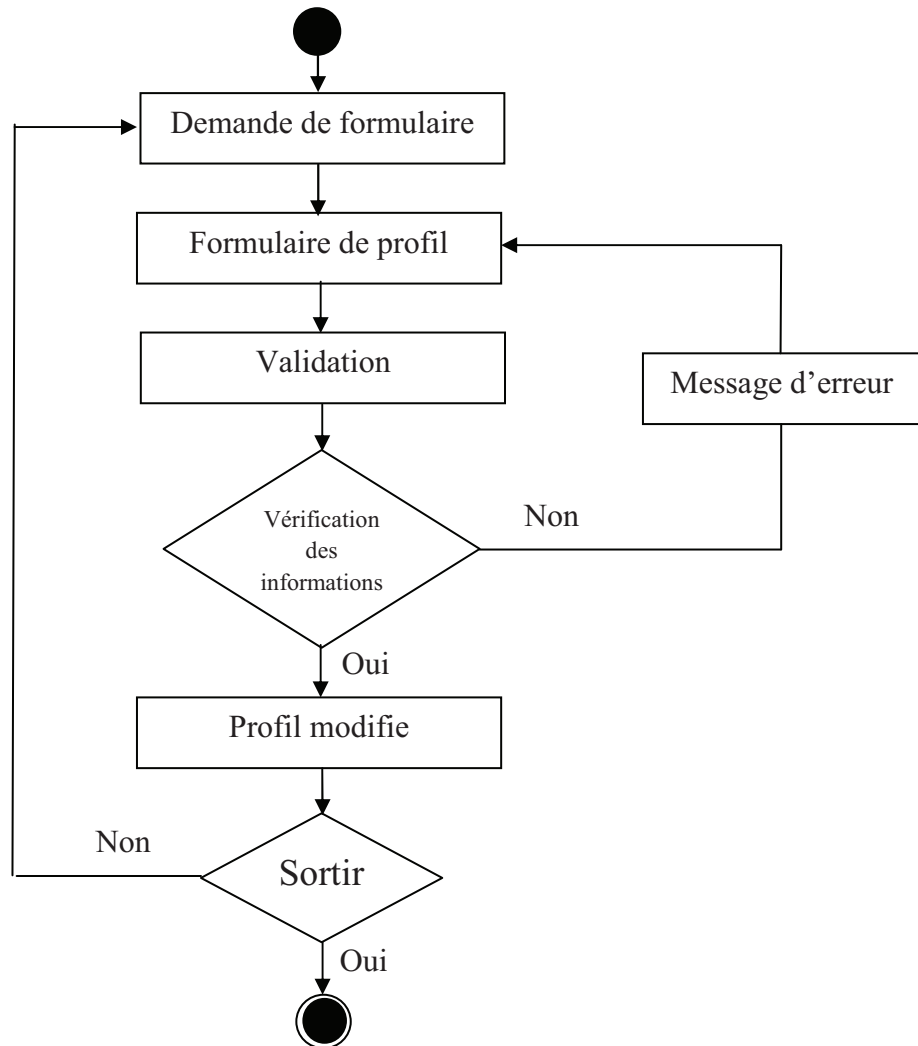 Demande de formulaire
Formulaire de profil
Validation
Message d’erreur
Vérification
des
informations
Non
Oui
Profil modifie
Non
Sortir
Oui